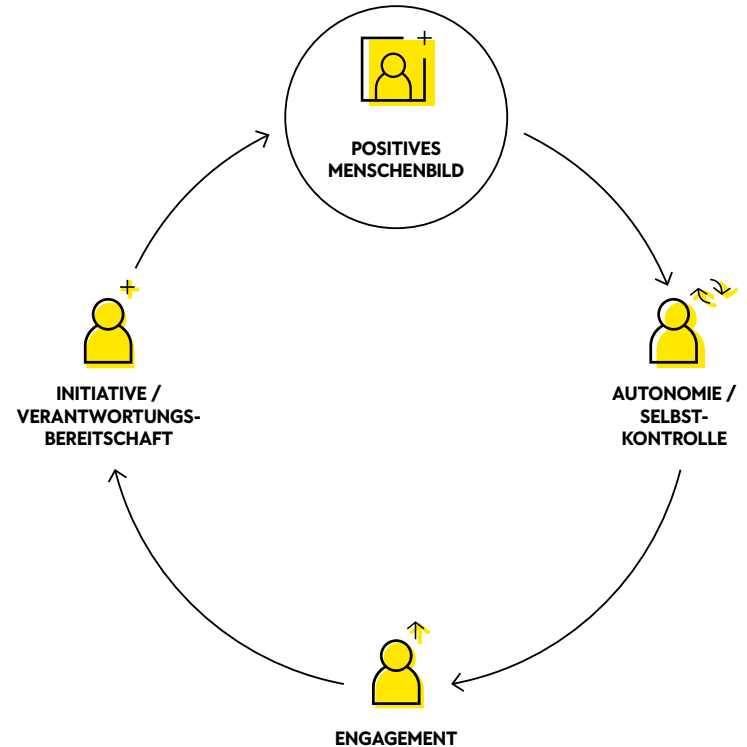 POSITIVES
MENSCHENBILD
AUTONOMIE /
SELBST-
KONTROLLE
ENGAGEMENT
INITIATIVE /
VERANTWORTUNGS-
BEREITSCHAFT